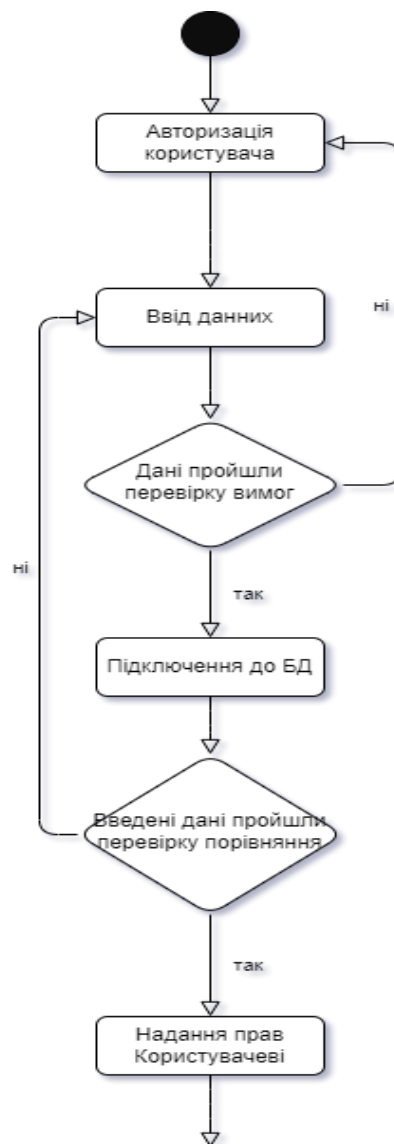 Авторизація
користувача
ні
Ввід данних
Дані пройшли
перевірку вимог
ні
так
Підключення до БД
Введені дані пройшли
перевірку порівняння
так
Надання прав
Користувачеві